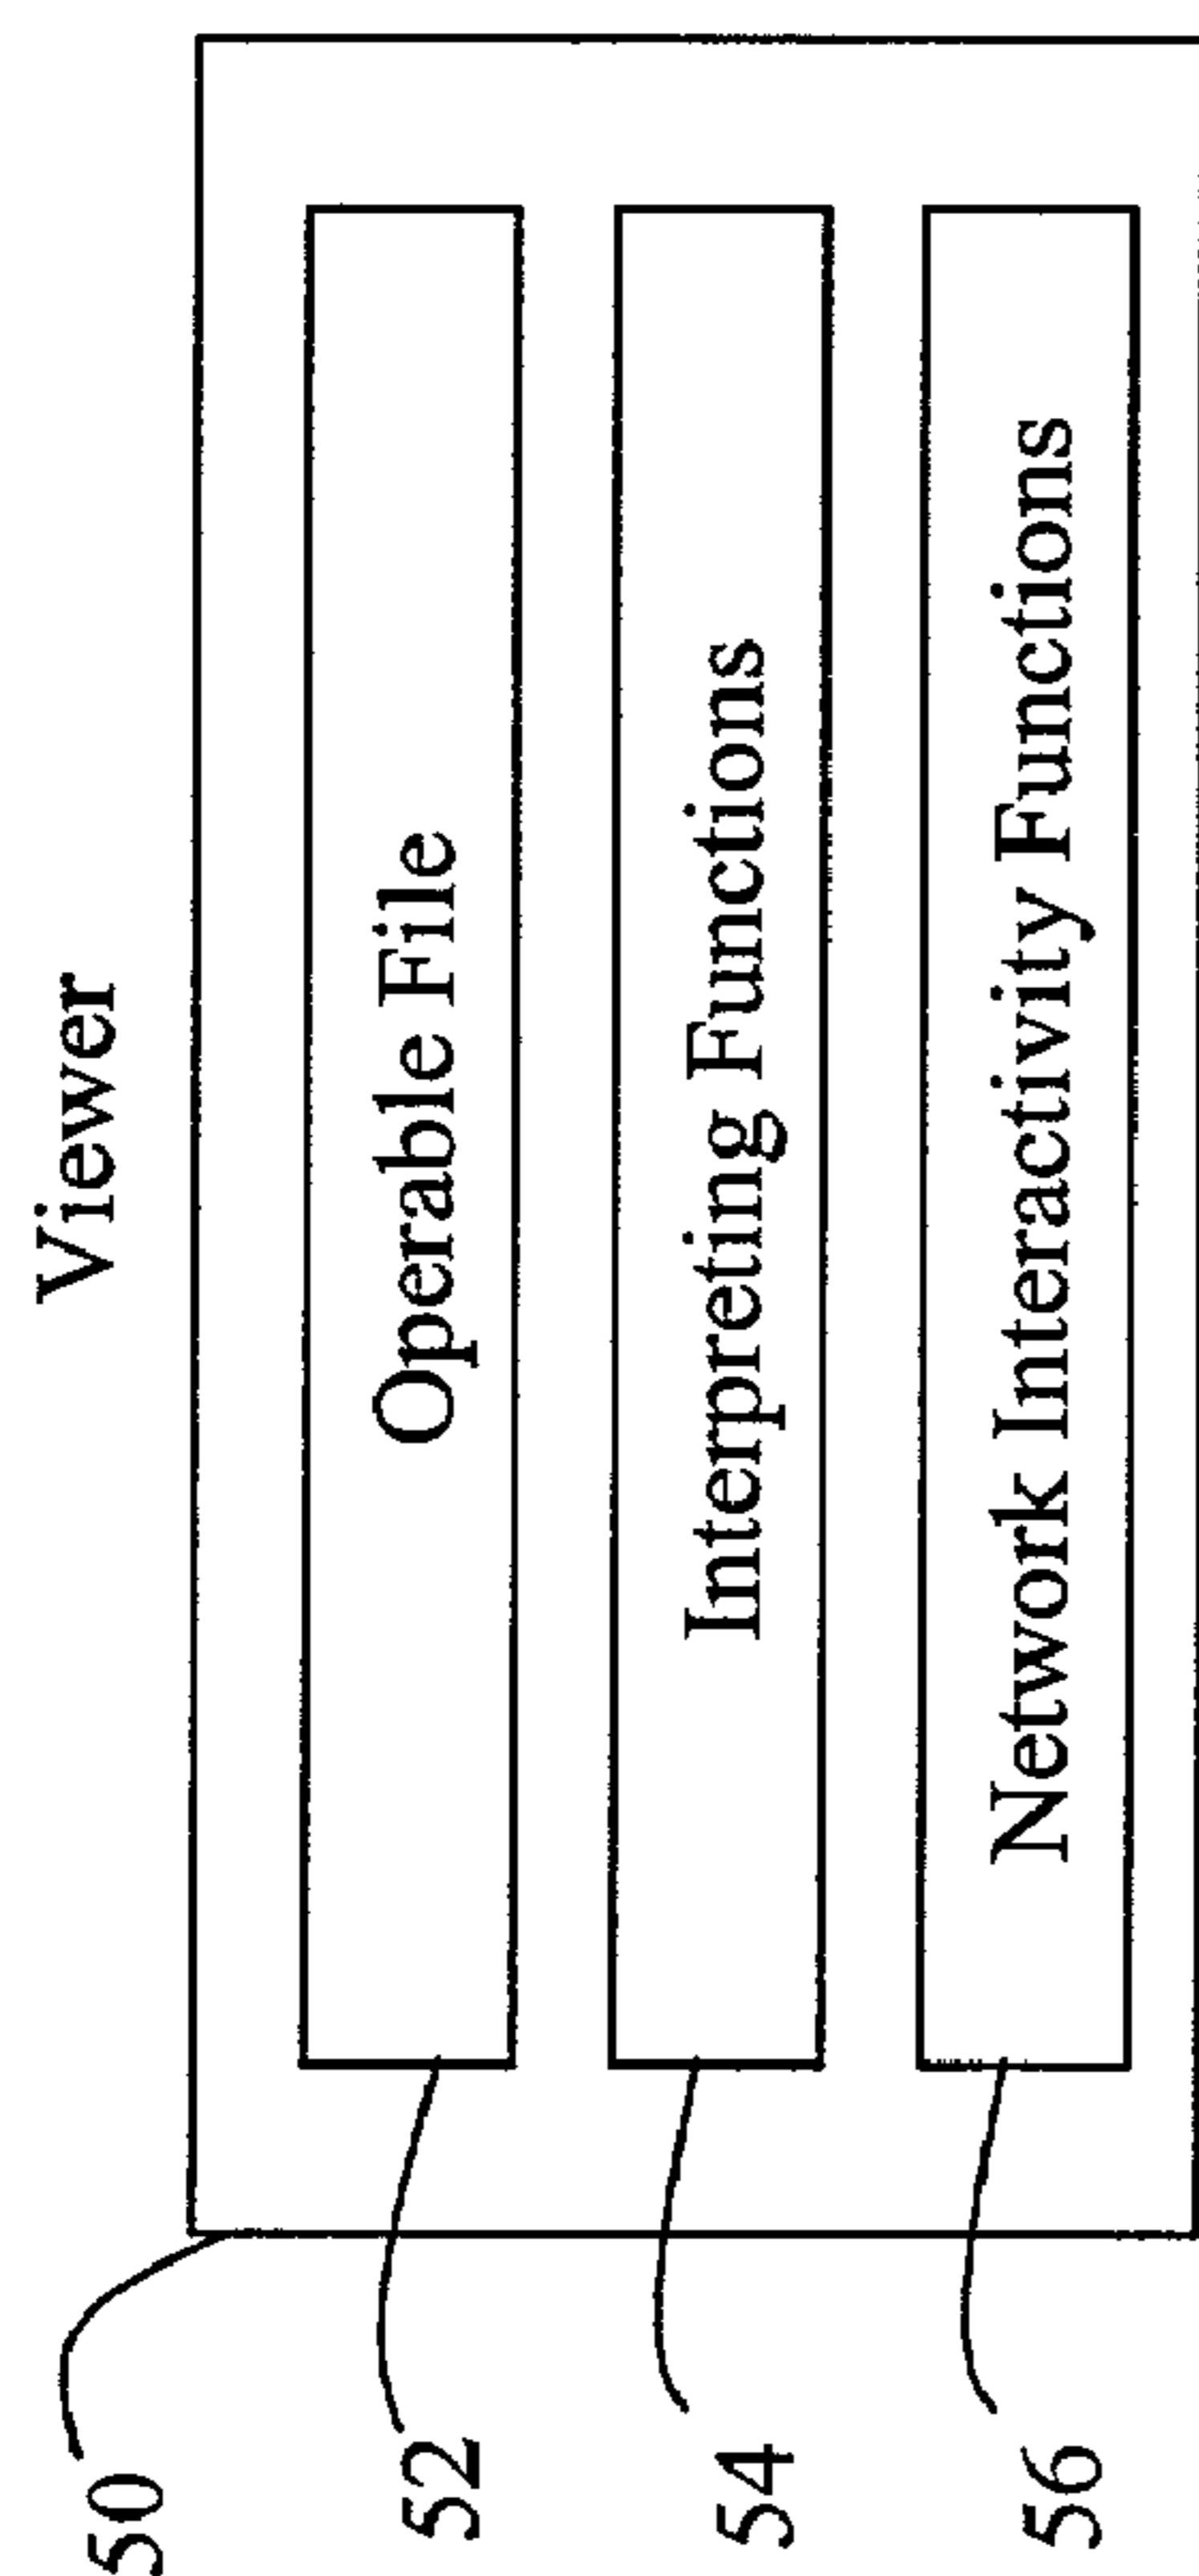 Viewer
50
Operable File
52
Interpreting Functions
54
Network Interactivity Functions
56